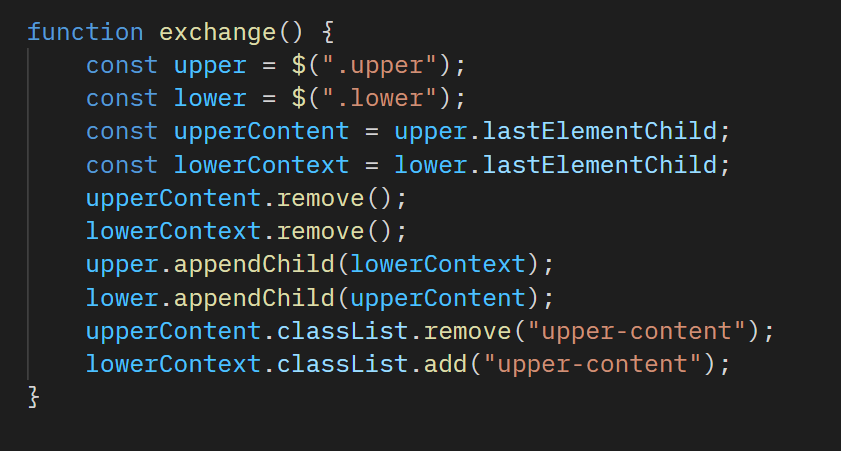 function exchange() {
    const upper = $(".upper");
    const lower = $(".lower");
    const upperContent = upper.lastElementChild;
    const lowerContext = lower.lastElementChild;
    upperContent.remove();
    lowerContext.remove();
    upper.appendChild(lowerContext);
    lower.appendChild(upperContent);
    upperContent.classList.remove("upper-content");
    lowerContext.classList.add("upper-content");
}